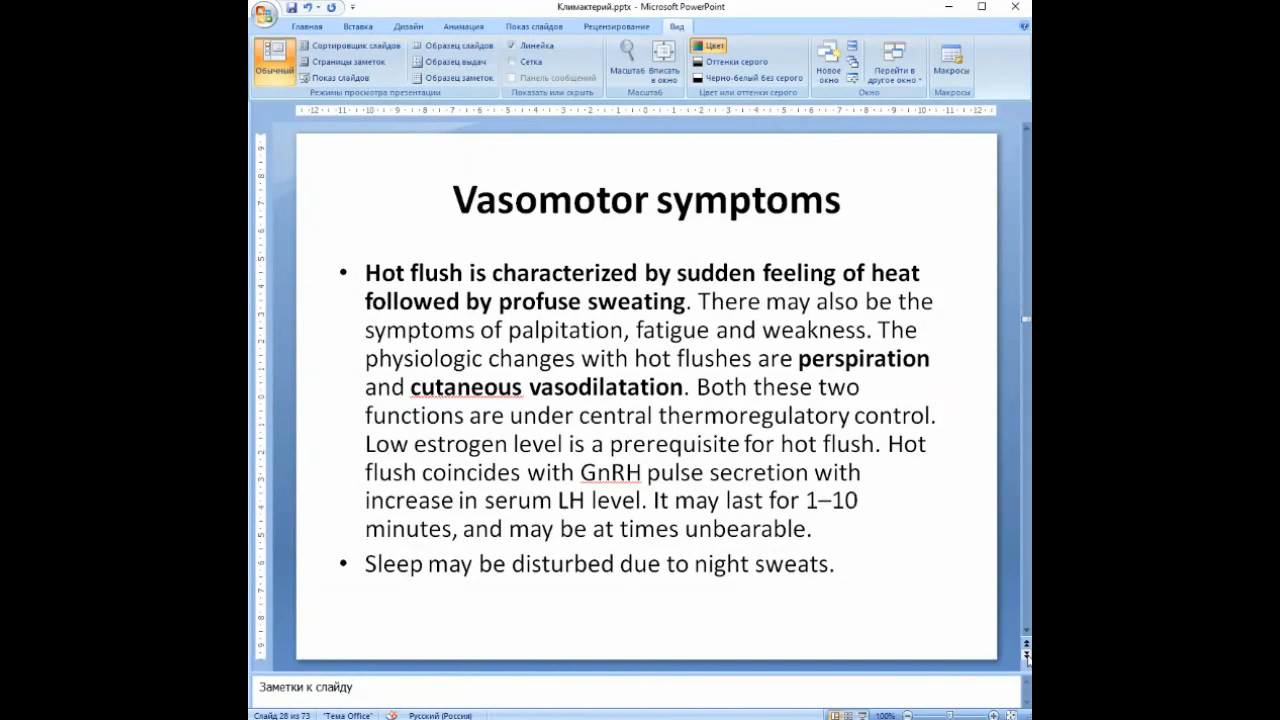 Климактерий.pptx - Microsoft PowerPoint
Главная Вставка Дизайн Анимация Показ слайдов Рецензирование Вид
Обычный
Сортировщик слайдов
Страницы заметок
Показ слайдов
Образец слайдов
Образец выдач
Образец заметок
Режимы просмотра презентации
Линейка
Сетка
Панель сообщений
Показать или скрыть
Масштаб
Вписать в окно
Масштаб
Цвет
Оттенки серого
Черно-белый без серого
Цвет или оттенки серого
Новое окно
Перейти в другое окно
Окно
Макросы
Макросы
Vasomotor symptoms
• Hot flush is characterized by sudden feeling of heat
followed by profuse sweating. There may also be the
symptoms of palpitation, fatigue and weakness. The
physiologic changes with hot flushes are perspiration
and cutaneous vasodilatation. Both these two
functions are under central thermoregulatory control.
Low estrogen level is a prerequisite for hot flush. Hot
flush coincides with GnRH pulse secretion with
increase in serum LH level. It may last for 1–10
minutes, and may be at times unbearable.
• Sleep may be disturbed due to night sweats.
Заметки к слайду
Слайд 28 из 73 "Тема Office" Русский (Россия) 100%